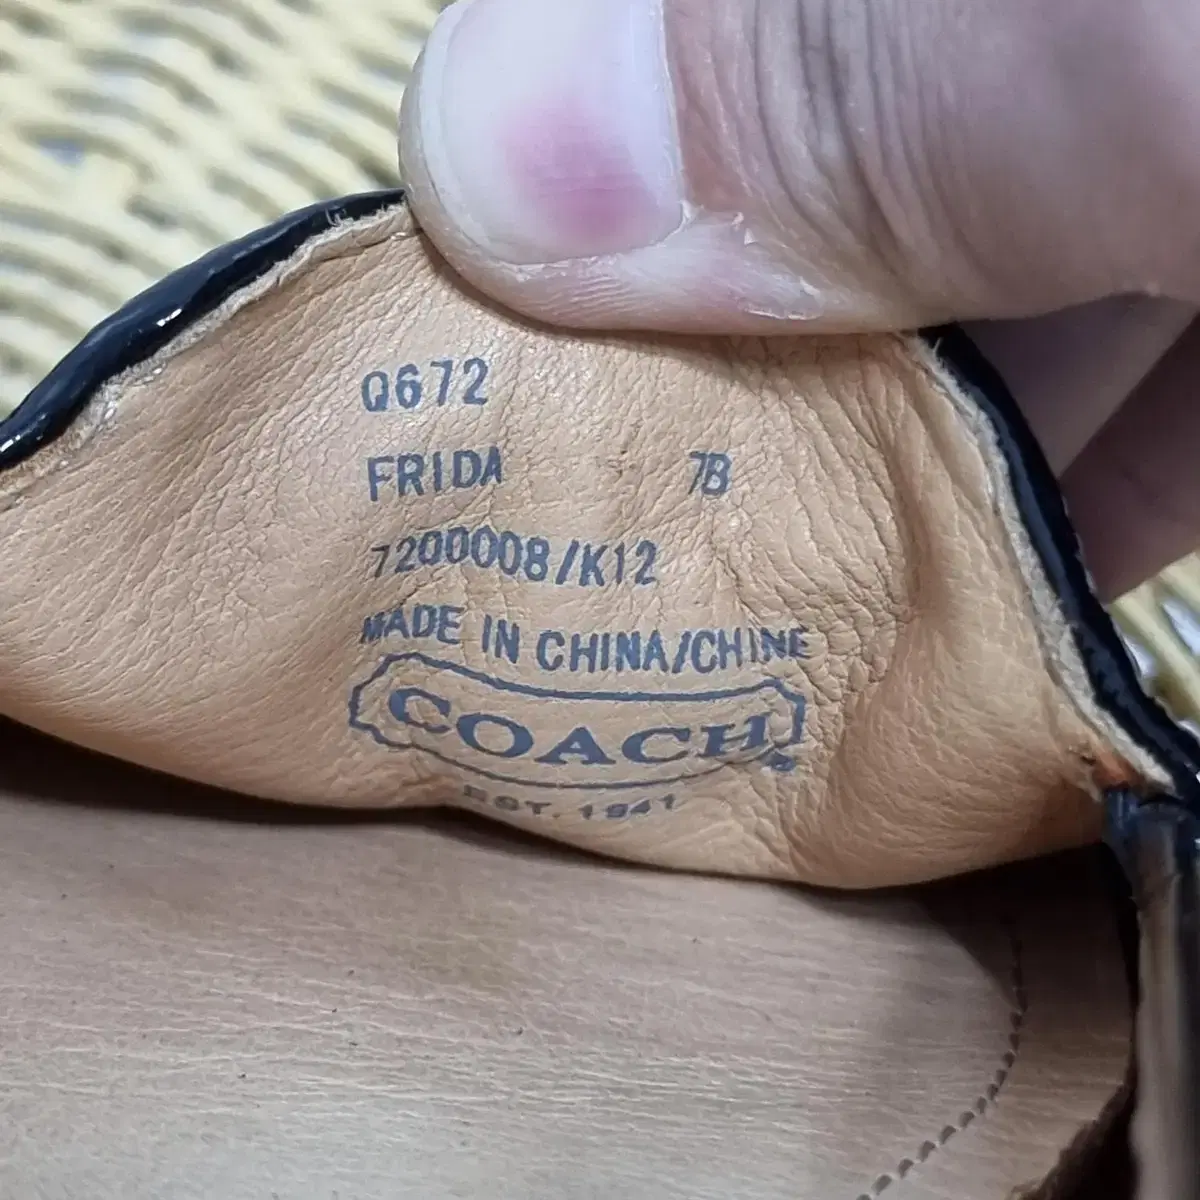 Q672
FRIDA 7B
7200008/K12
MADE IN CHINA/CHINE
COACH®
EST. 1941